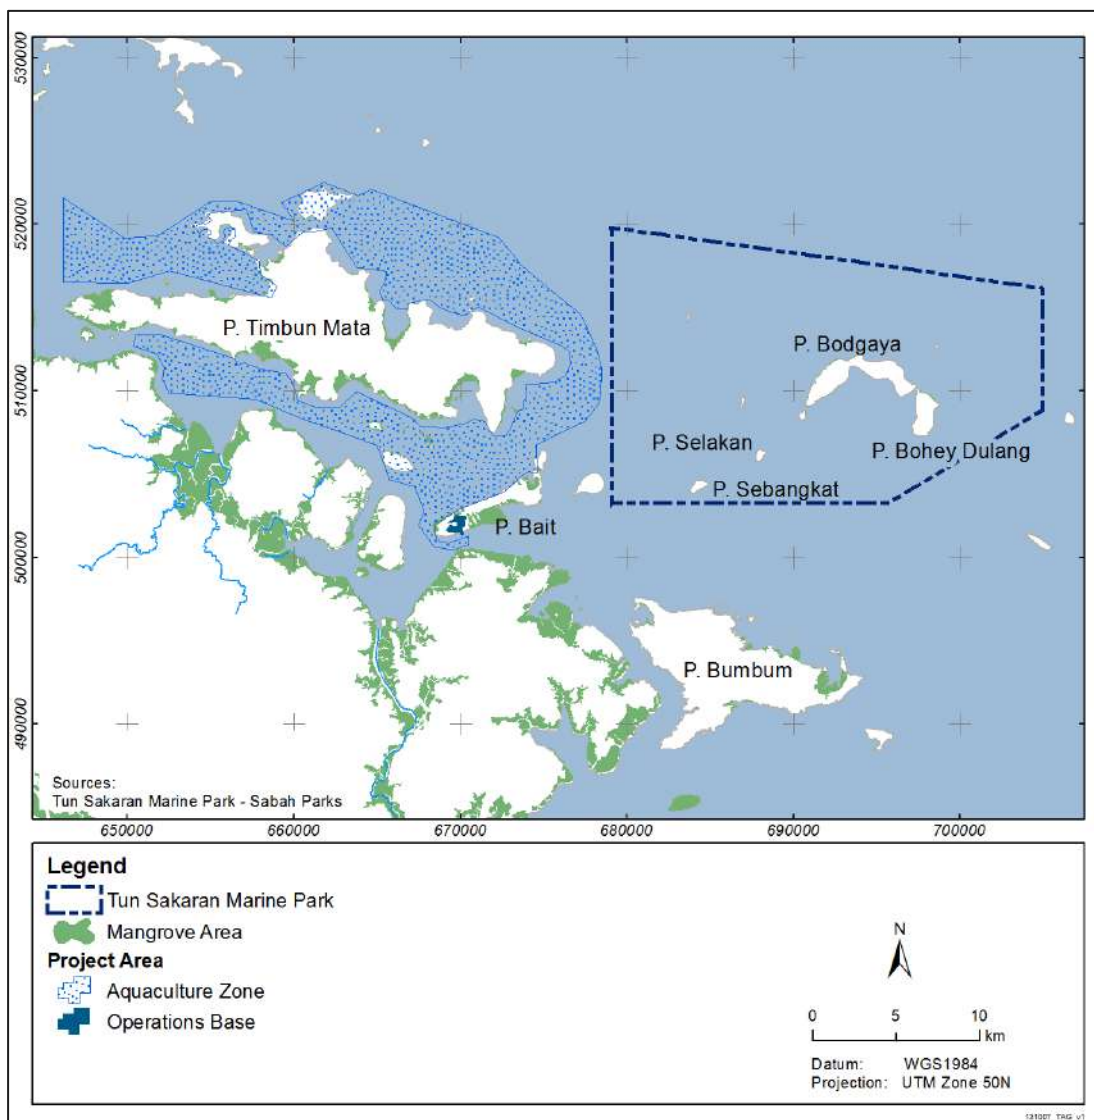 530000
520000
510000
500000
490000
P. Timbun Mata
P. Bodgaya
P. Selakan
P. Bohey Dulang
P. Sebangkat
P. Bait
P. Bumbum
Sources:
Tun Sakaran Marine Park - Sabah Parks
650000 660000 670000 680000 690000 700000
Legend
Tun Sakaran Marine Park
Mangrove Area
Project Area
Aquaculture Zone
Operations Base
N
0 5 10
km
Datum: WGS1984
Projection: UTM Zone 50N
131007_TAG_v1